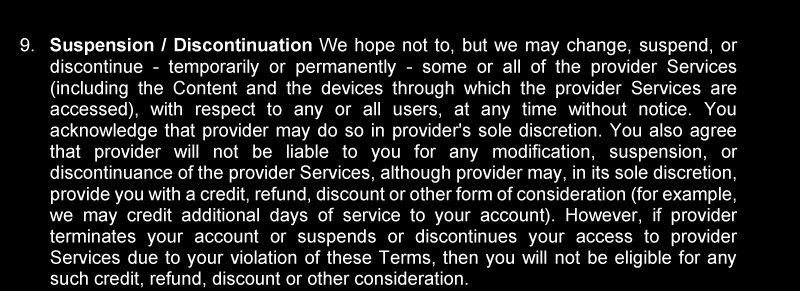 9. Suspension / Discontinuation We hope not to, but we may change, suspend, or
discontinue - temporarily or permanently - some or all of the provider Services
(including the Content and the devices through which the provider Services are
accessed), with respect to any or all users, at any time without notice. You
acknowledge that provider may do so in provider's sole discretion. You also agree
that provider will not be liable to you for any modification, suspension, or
discontinuance of the provider Services, although provider may, in its sole discretion,
provide you with a credit, refund, discount or other form of consideration (for example,
we may credit additional days of service to your account). However, if provider
terminates your account or suspends or discontinues your access to provider
Services due to your violation of these Terms, then you will not be eligible for any
such credit, refund, discount or other consideration.